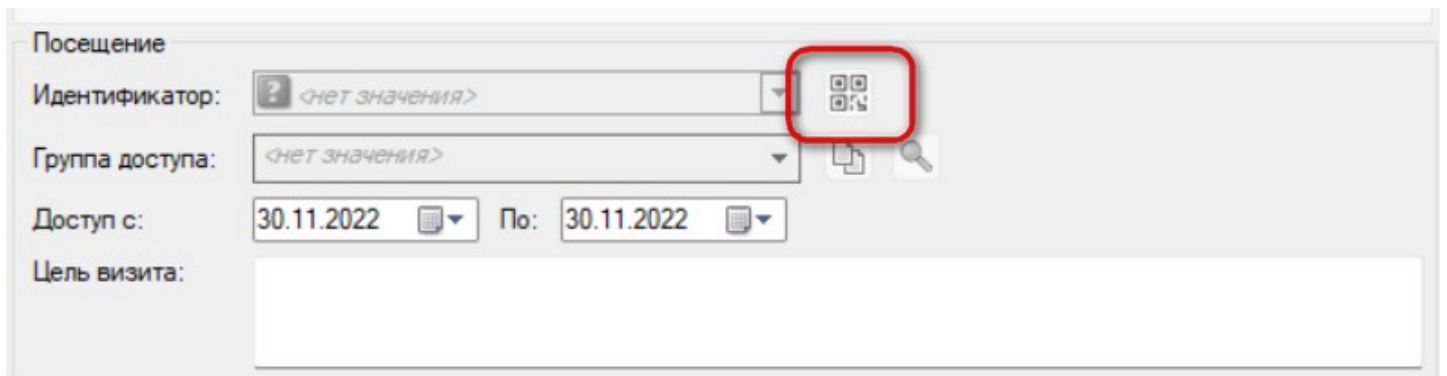 Посещение
Идентификатор: <нет значения>
Группа доступа: <нет значения>
Доступ с: 30.11.2022 По: 30.11.2022
Цель визита: